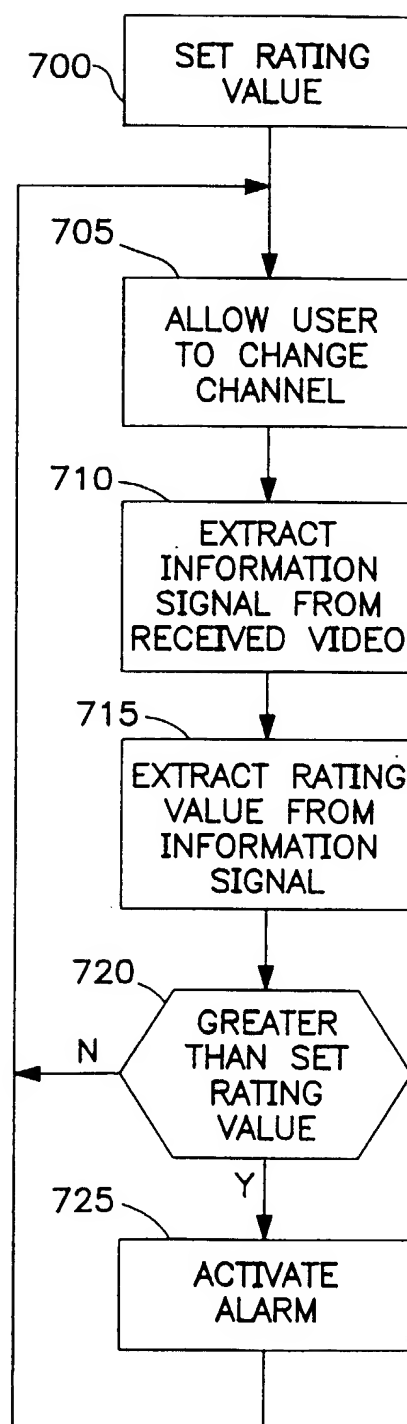 700
SET RATING
VALUE
705
ALLOW USER
TO CHANGE
CHANNEL
710
EXTRACT
INFORMATION
SIGNAL FROM
RECEIVED VIDEO
715
EXTRACT RATING
VALUE FROM
INFORMATION
SIGNAL
720
GREATER
THAN SET
RATING
VALUE
N
Y
725
ACTIVATE
ALARM